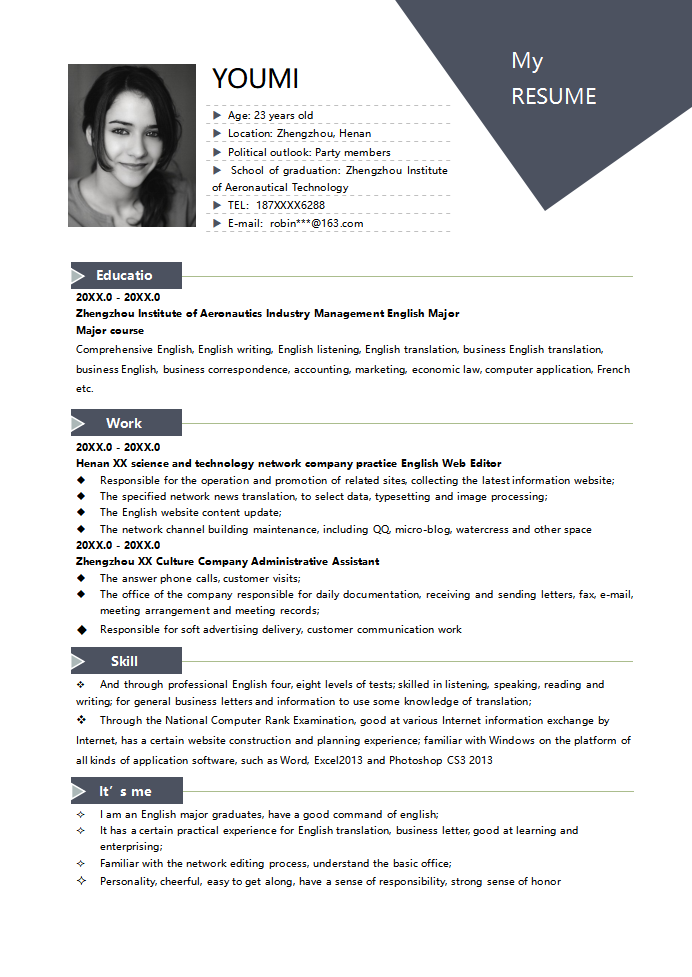 My
RESUME
YOUMI
Age: 23 years old
Location: Zhengzhou, Henan
Political outlook: Party members
School of graduation: Zhengzhou Institute
of Aeronautical Technology
TEL: 187XXXX6288
E-mail: robin***@163.com
Educatio
20XX.0 - 20XX.0
Zhengzhou Institute of Aeronautics Industry Management English Major
Major course
Comprehensive English, English writing, English listening, English translation, business English translation,
business English, business correspondence, accounting, marketing, economic law, computer application, French
etc.
Work
20XX.0 - 20XX.0
Henan XX science and technology network company practice English Web Editor
◆ Responsible for the operation and promotion of related sites, collecting the latest information website;
◆ The specified network news translation, to select data, typesetting and image processing;
◆ The English website content update;
◆ The network channel building maintenance, including QQ, micro-blog, watercress and other space
20XX.0 - 20XX.0
Zhengzhou XX Culture Company Administrative Assistant
◆ The answer phone calls, customer visits;
◆ The office of the company responsible for daily documentation, receiving and sending letters, fax, e-mail,
meeting arrangement and meeting records;
◆ Responsible for soft advertising delivery, customer communication work
Skill
❖ And through professional English four, eight levels of tests; skilled in listening, speaking, reading and
writing; for general business letters and information to use some knowledge of translation;
❖ Through the National Computer Rank Examination, good at various Internet information exchange by
Internet, has a certain website construction and planning experience; familiar with Windows on the platform of
all kinds of application software, such as Word, Excel2013 and Photoshop CS3 2013
It’s me
✧ I am an English major graduates, have a good command of english;
✧ It has a certain practical experience for English translation, business letter, good at learning and
enterprising;
✧ Familiar with the network editing process, understand the basic office;
✧ Personality, cheerful, easy to get along, have a sense of responsibility, strong sense of honor